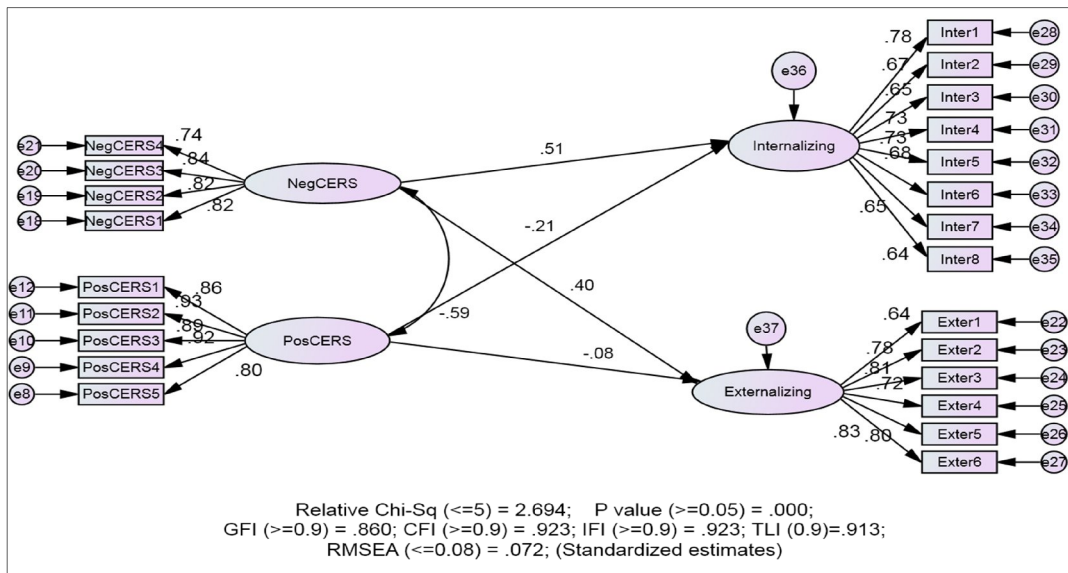 .78
Inter1
e28
.67
Inter2
e29
e36
.65
Inter3
e30
.73
Inter4
e31
.73
Internalizing
Inter5
e32
.68
Inter6
e33
.65
Inter7
e34
.64
Inter8
e35
e21
NegCERS4
.74
e20
NegCERS3
.84
e19
NegCERS2
.82
e18
NegCERS1
.82
NegCERS
.51
-.21
.40
-.59
-.08
e12
PosCERS1
.86
e11
PosCERS2
.93
e10
PosCERS3
.89
.92
e9
PosCERS4
e8
PosCERS5
.80
PosCERS
e37
Externalizing
.64
Exter1
e22
.78
Exter2
e23
.81
Exter3
e24
.72
Exter4
e25
Exter5
e26
.83
.80
Exter6
e27
Relative Chi-Sq (<=5) = 2.694; P value (>=0.05) = .000;
GFI (>=0.9) = .860; CFI (>=0.9) = .923; IFI (>=0.9) = .923; TLI (0.9)=.913;
RMSEA (<=0.08) = .072; (Standardized estimates)